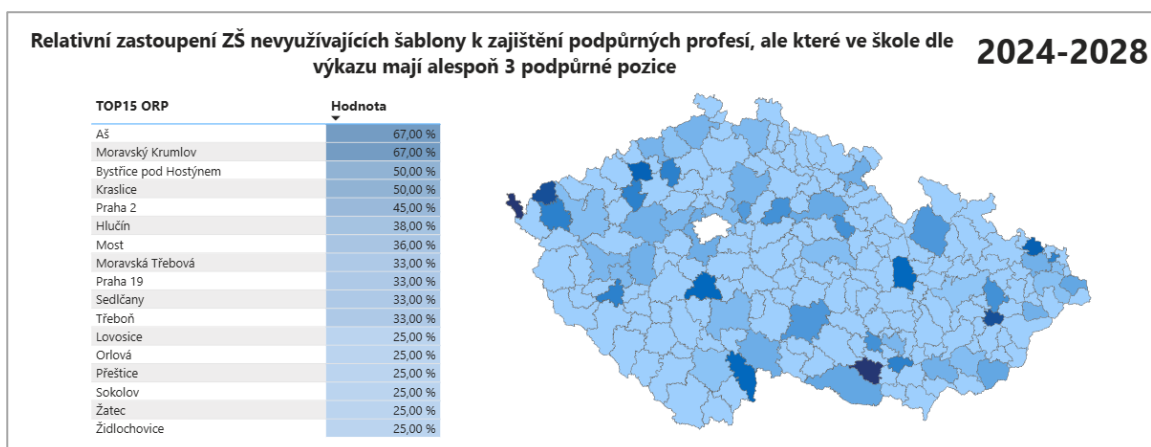 Relativní zastoupení ZŠ nevyužívajících šablony k zajištění podpůrných profesí, ale které ve škole dle
výkazu mají alespoň 3 podpůrné pozice
2024-2028
TOP15 ORP Hodnota
Aš 67,00 %
Moravský Krumlov 67,00 %
Bystřice pod Hostýnem 50,00 %
Kraslice 50,00 %
Praha 2 45,00 %
Hlučín 38,00 %
Most 36,00 %
Moravská Třebová 33,00 %
Praha 19 33,00 %
Sedlčany 33,00 %
Třeboň 33,00 %
Lovosice 25,00 %
Orlová 25,00 %
Přeštice 25,00 %
Sokolov 25,00 %
Žatec 25,00 %
Židlochovice 25,00 %